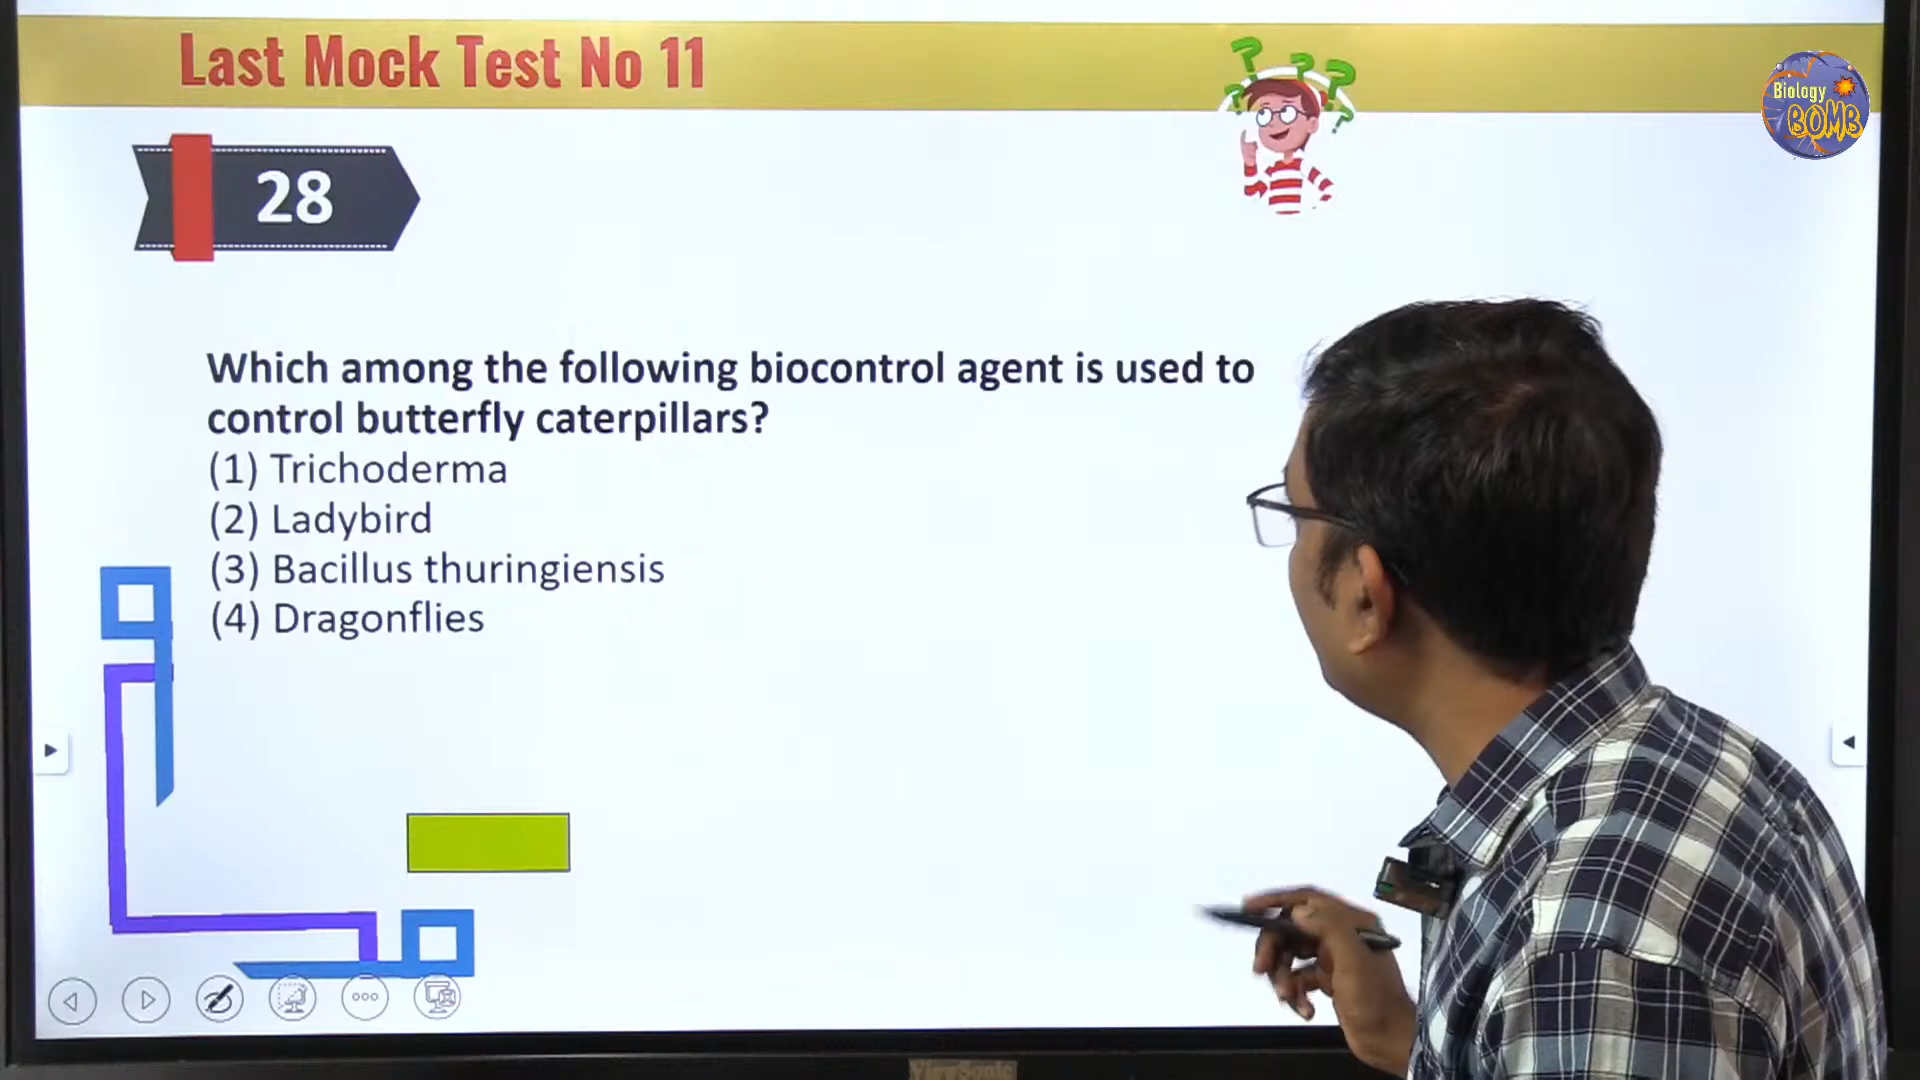 Last Mock Test No 11
Biology
BOMB
28
Which among the following biocontrol agent is used to
control butterfly caterpillars?
(1) Trichoderma
(2) Ladybird
(3) Bacillus thuringiensis
(4) Dragonflies
ViewSonic